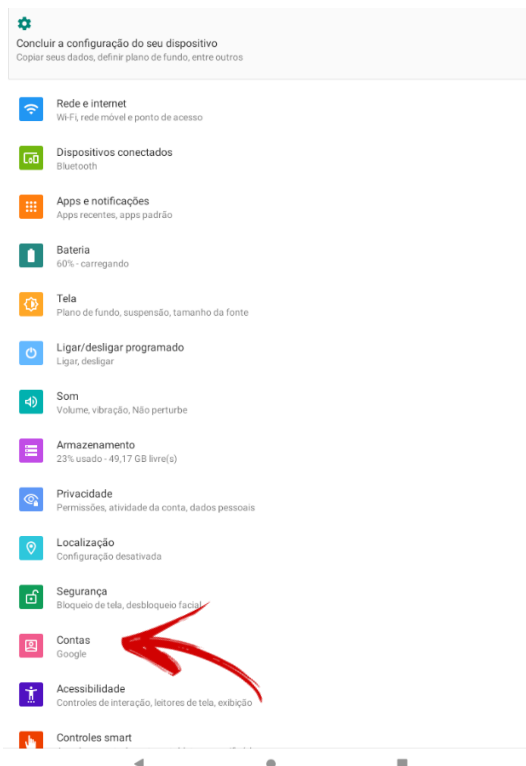 Concluir a configuração do seu dispositivo
Copiar seus dados, definir plano de fundo, entre outros
Rede e internet
Wi-Fi, rede móvel e ponto de acesso
Dispositivos conectados
Bluetooth
Apps e notificações
Apps recentes, apps padrão
Bateria
60% - carregando
Tela
Plano de fundo, suspensão, tamanho da fonte
Ligar/desligar programado
Ligar, desligar
Som
Volume, vibração, Não perturbe
Armazenamento
23% usado - 49,17 GB livre(s)
Privacidade
Permissões, atividade da conta, dados pessoais
Localização
Configuração desativada
Segurança
Bloqueio de tela, desbloqueio facial
Contas
Google
Acessibilidade
Controles de interação, leitores de tela, exibição
Controles smart